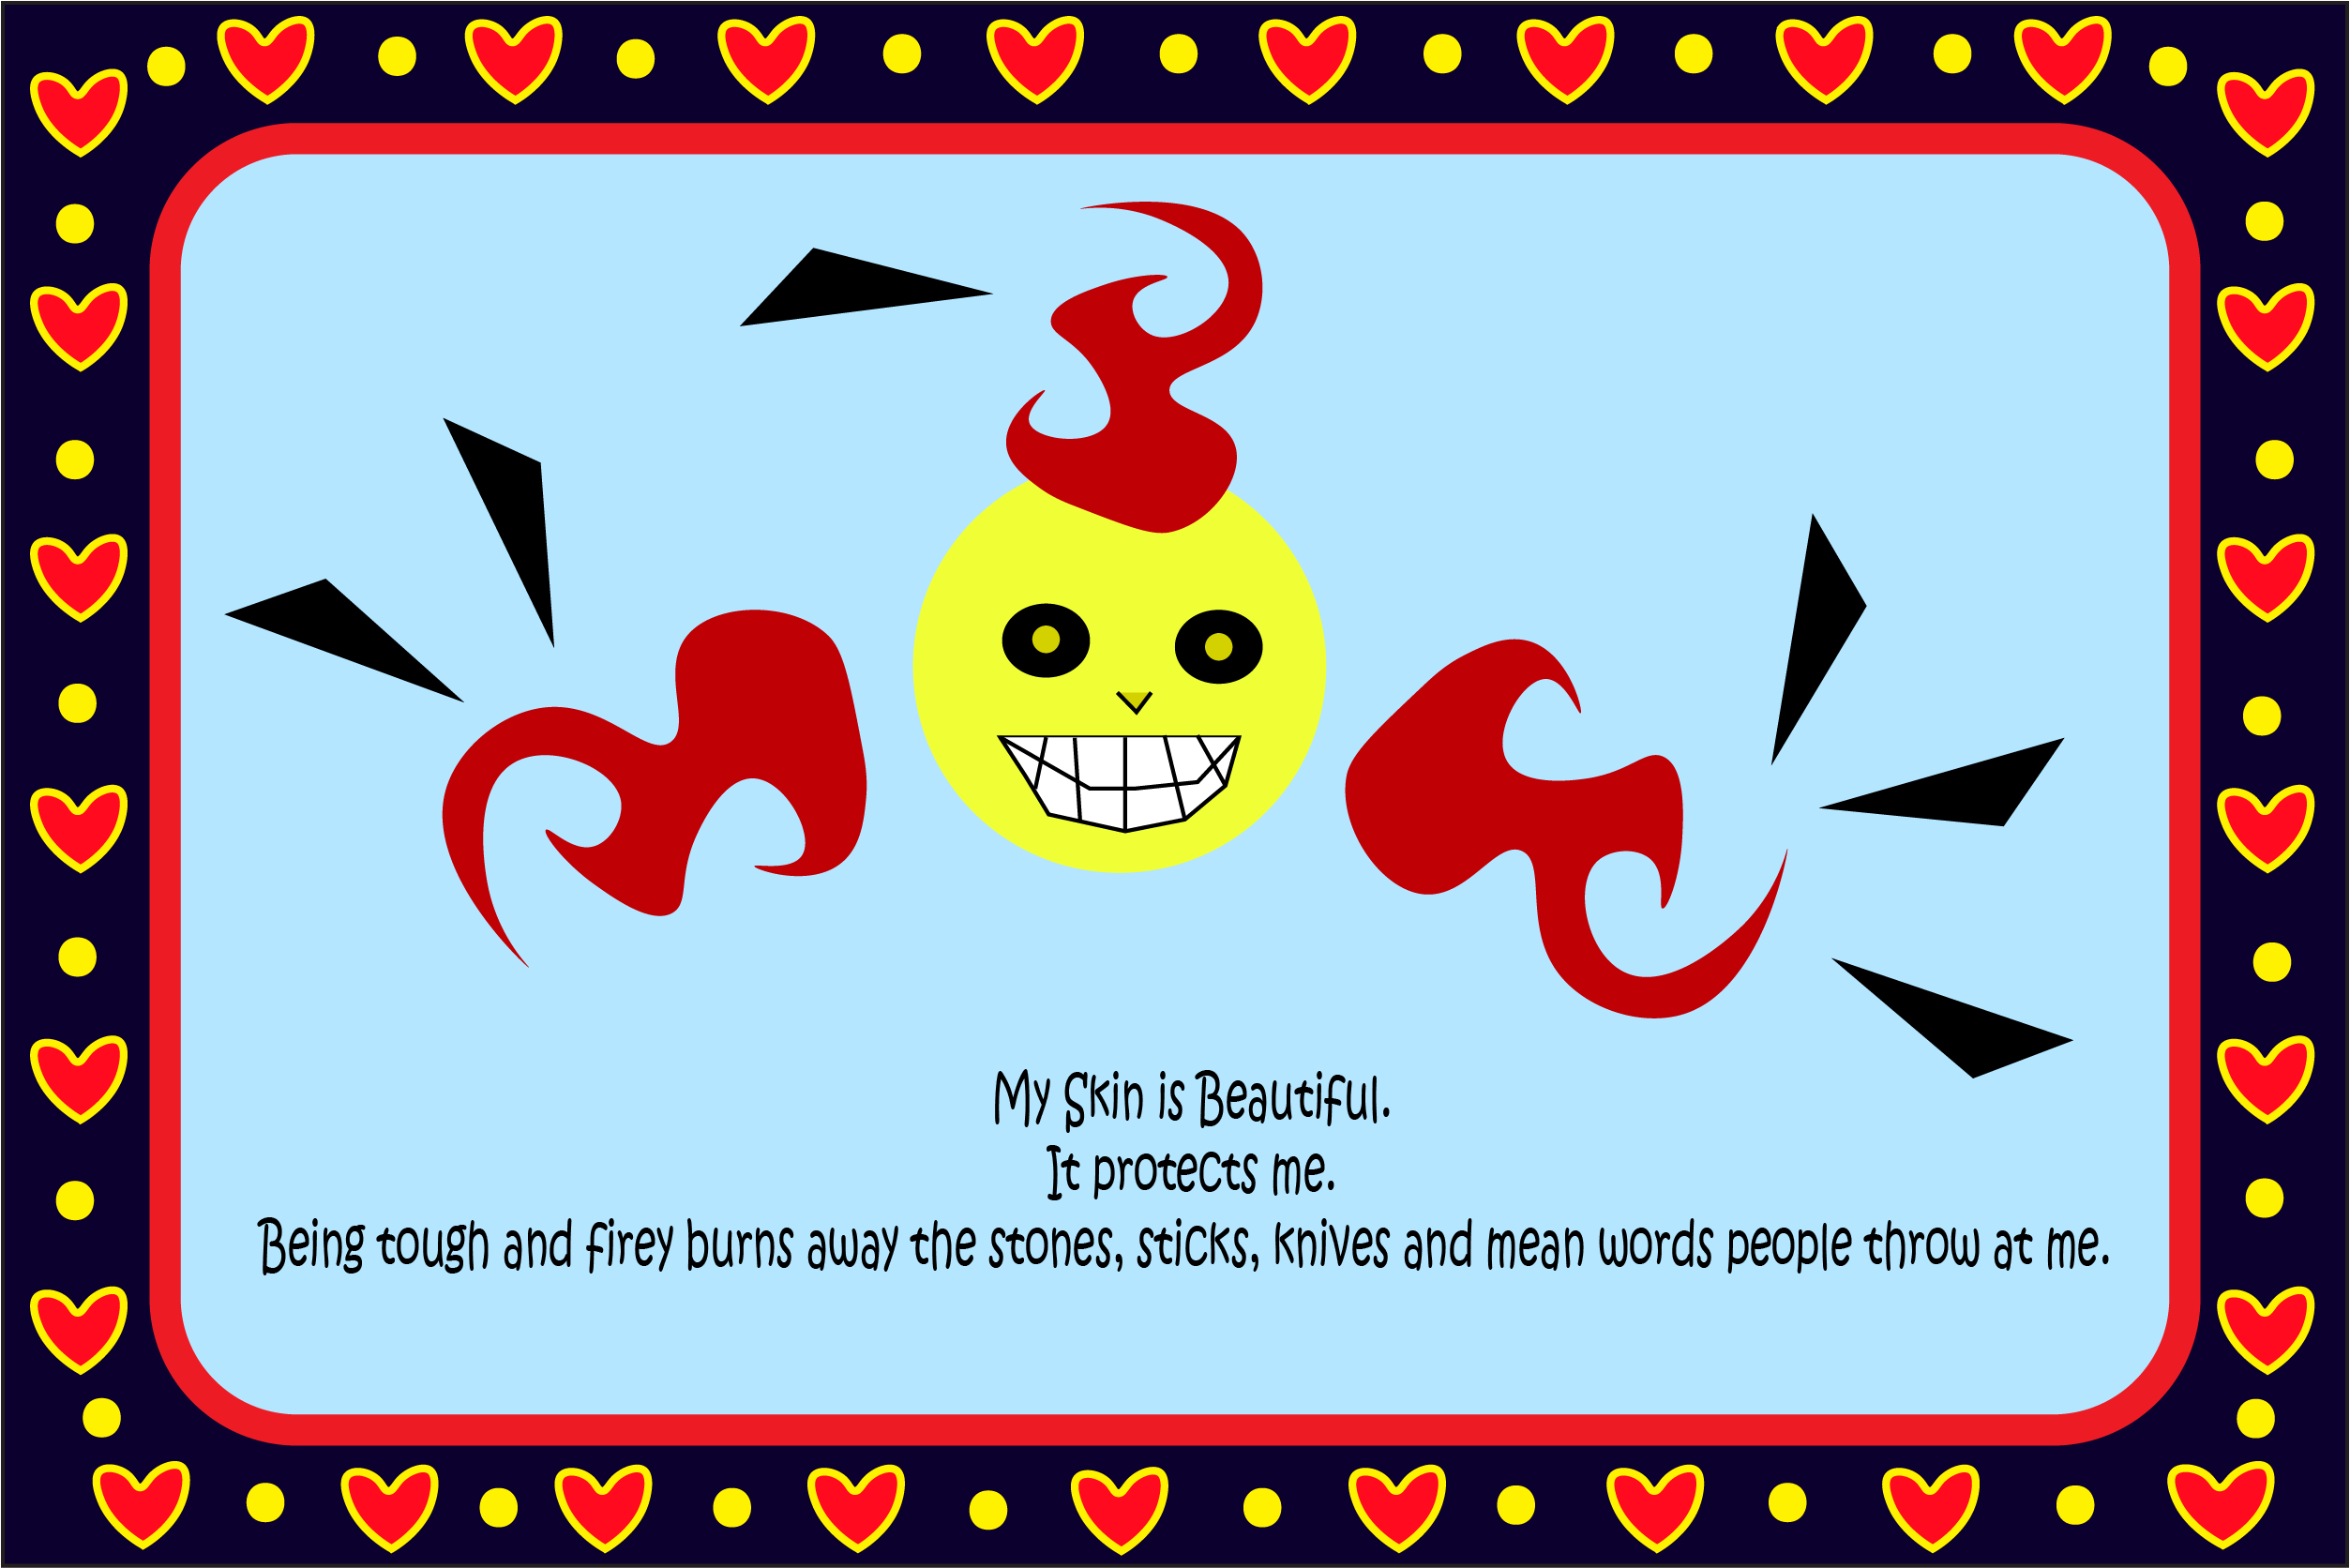 My Skin is Beautiful.
It protects me.
Being tough and firey burns away the stones, sticks, knives and mean words people throw at me.